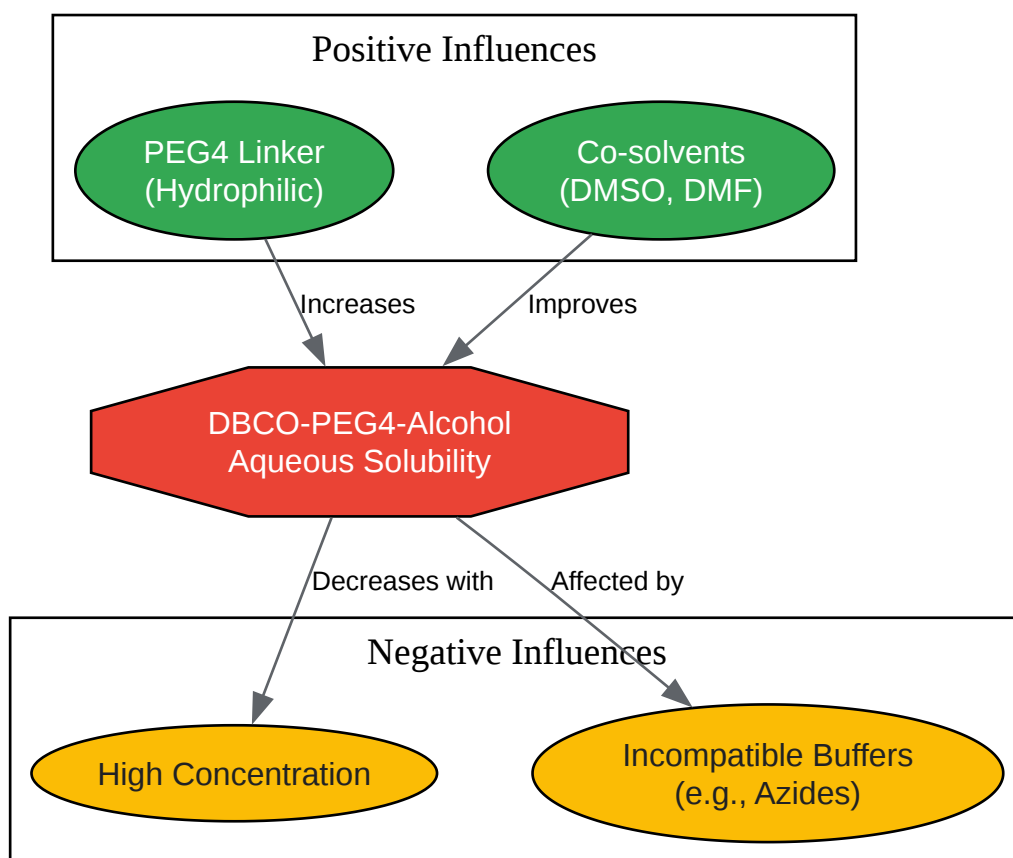 Positive Influences
PEG4 Linker
(Hydrophilic)
Co-solvents
(DMSO, DMF)
Increases
Improves
DBCO-PEG4-Alcohol
Aqueous Solubility
Decreases with
Affected by
Negative Influences
High Concentration
Incompatible Buffers
(e.g., Azides)